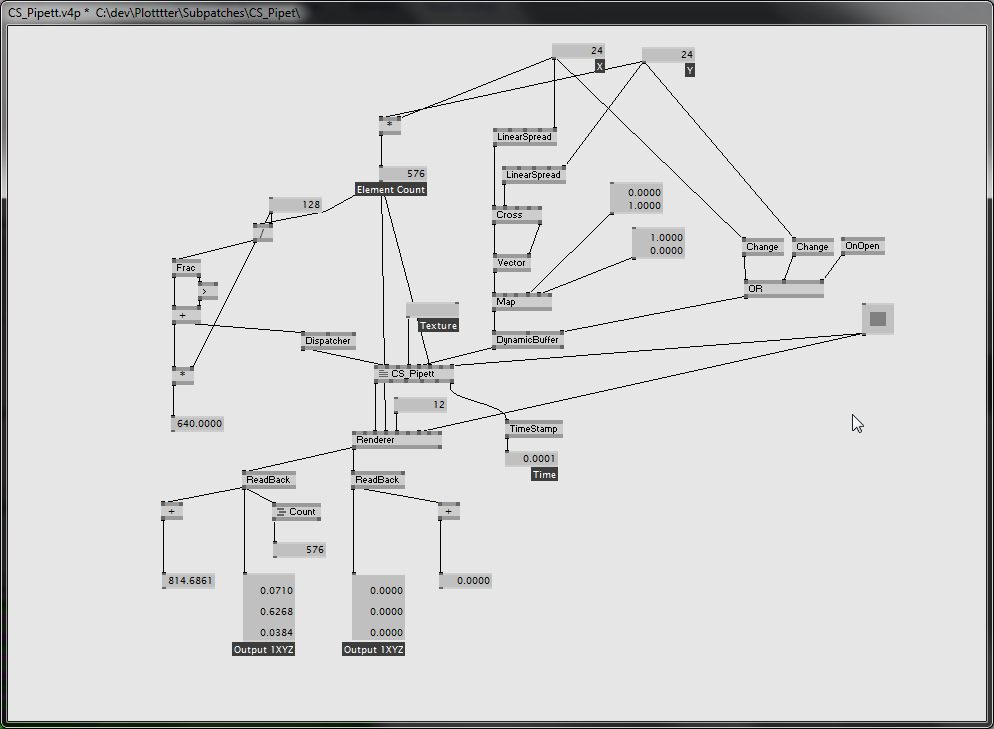 CS_Pipett.v4p * C:\dev\Plotttter\Subpatches\CS_Pipet\
24
X
24
Y
*
LinearSpread
576
Element Count
LinearSpread
128
0.0000
1.0000
Cross
/
1.0000
0.0000
Change
Change
OnOpen
Frac
Vector
>
OR
Map
+
Texture
Dispatcher
DynamicBuffer
*
CS_Pipett
12
640.0000
TimeStamp
Renderer
0.0001
Time
ReadBack
ReadBack
+
Count
+
576
814.6861
0.0710
0.6268
0.0384
Output 1XYZ
0.0000
0.0000
0.0000
Output 1XYZ
0.0000